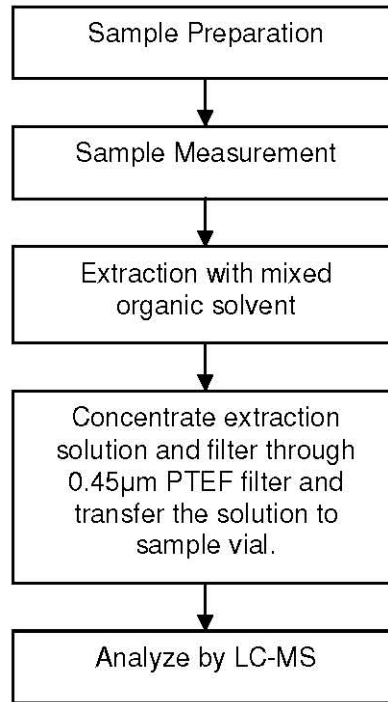 Sample Preparation
Sample Measurement
Extraction with mixed
organic solvent
Concentrate extraction
solution and filter through
0.45µm PTEF filter and
transfer the solution to
sample vial.
Analyze by LC-MS